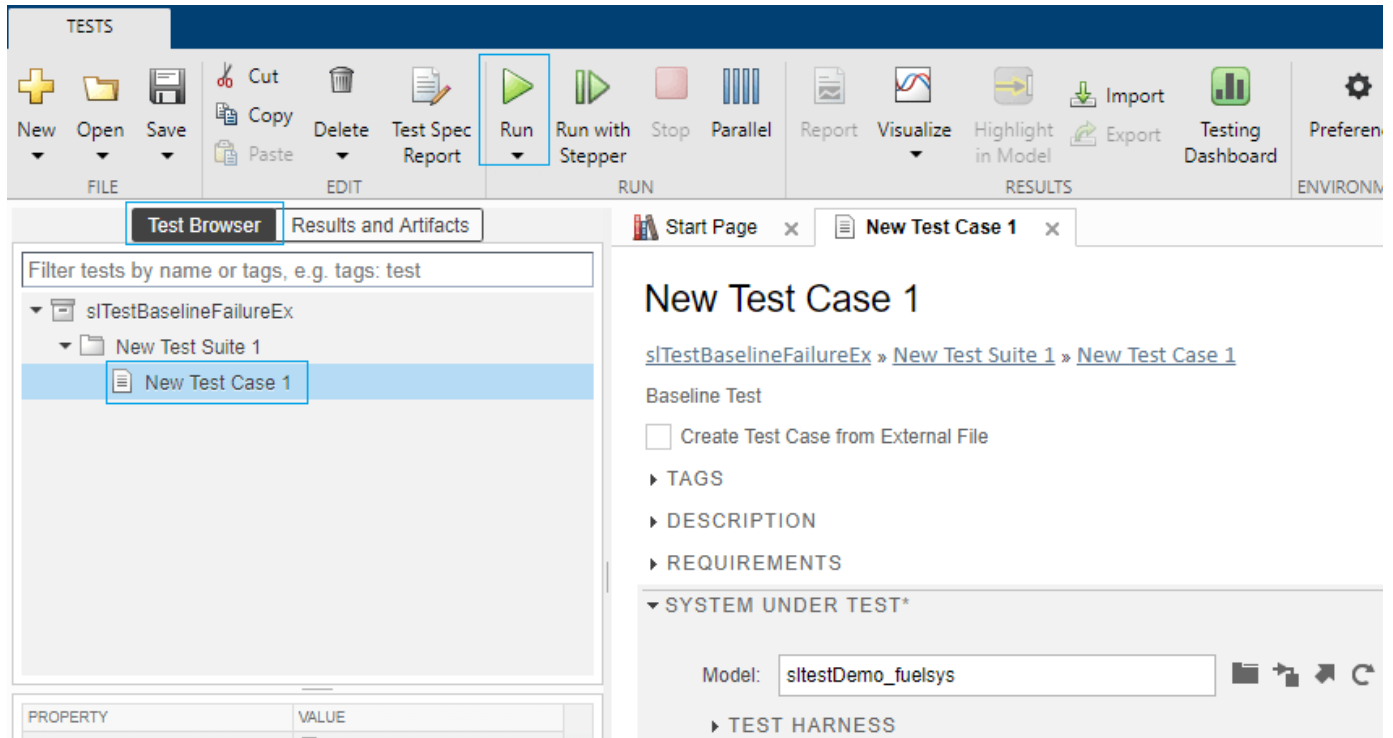 TESTS
New
Open
Save
Cut
Copy
Paste
Delete
Test Spec
Report
Run
Run with
Stepper
Stop
Parallel
Report
Visualize
Highlight
in Model
Import
Export
Testing
Dashboard
Preferen
FILE
EDIT
RUN
RESULTS
ENVIRONM
Test Browser
Results and Artifacts
Filter tests by name or tags, e.g. tags: test
slTestBaselineFailureEx
New Test Suite 1
New Test Case 1
PROPERTY
VALUE
Start Page
New Test Case 1
New Test Case 1
slTestBaselineFailureEx » New Test Suite 1 » New Test Case 1
Baseline Test
Create Test Case from External File
TAGS
DESCRIPTION
REQUIREMENTS
SYSTEM UNDER TEST*
Model: sltestDemo_fuelsys
TEST HARNESS